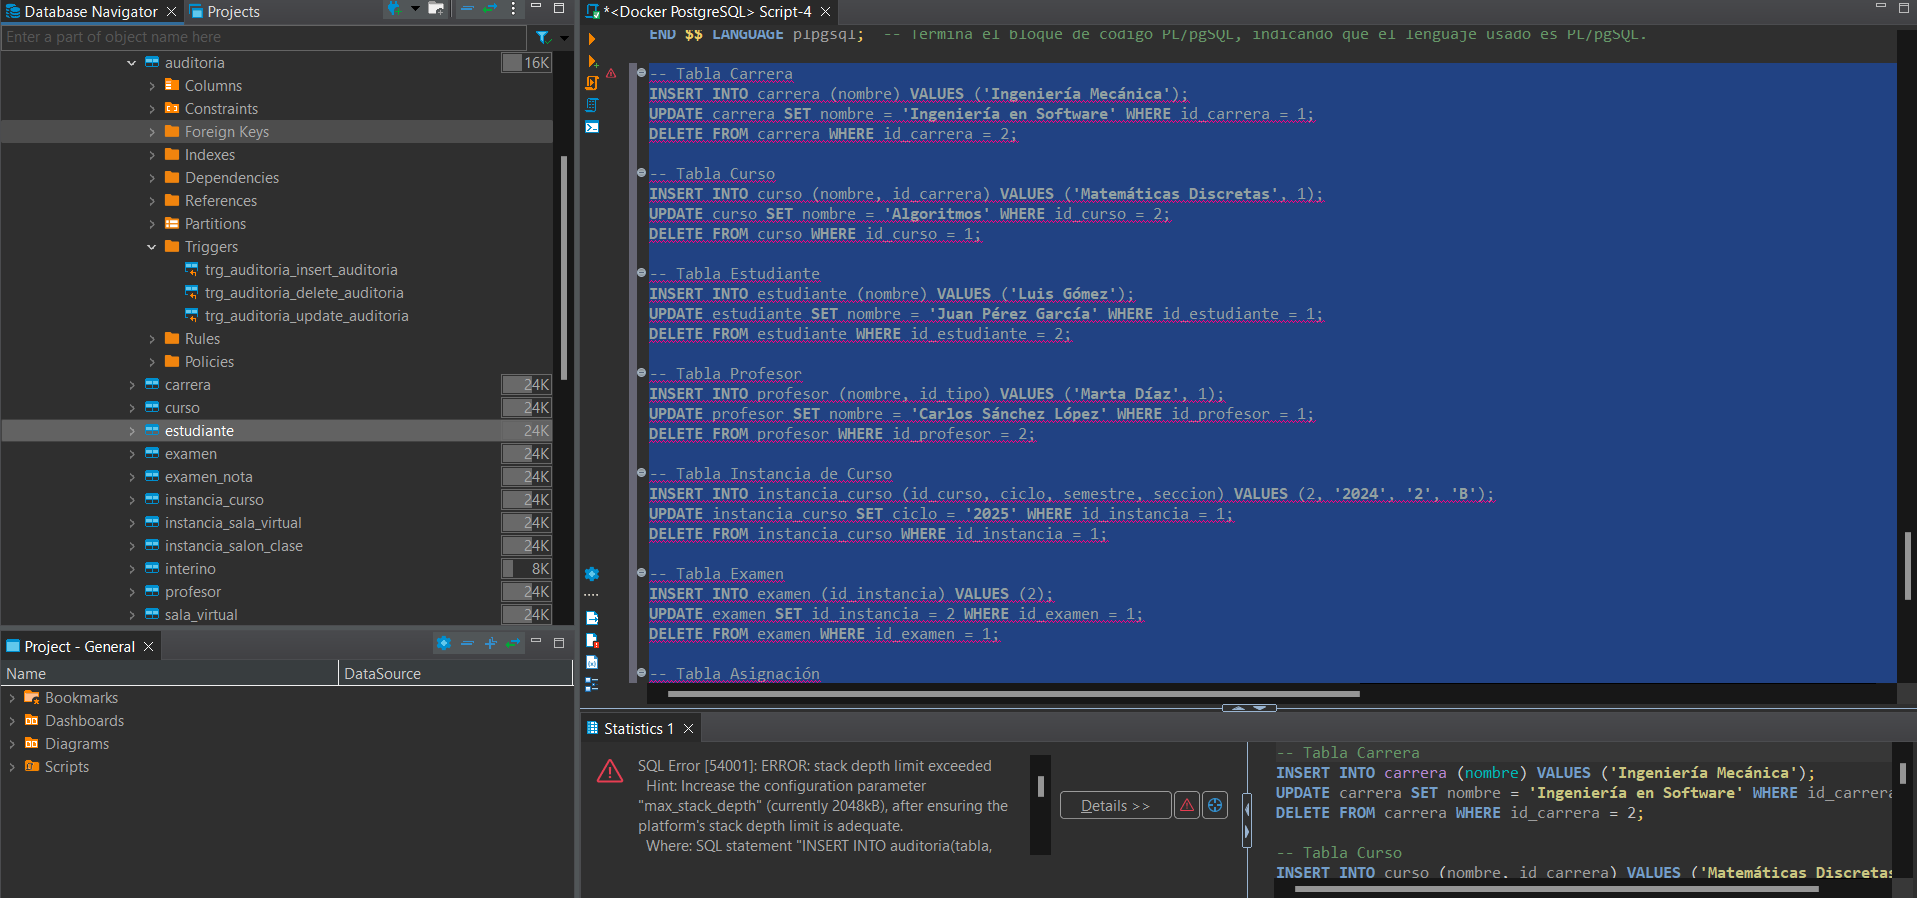 Database Navigator
Projects
Enter a part of object name here
auditoria 16K
Columns
Constraints
Foreign Keys
Indexes
Dependencies
References
Partitions
Triggers
trg_auditoria_insert_auditoria
trg_auditoria_delete_auditoria
trg_auditoria_update_auditoria
Rules
Policies
carrera 24K
curso 24K
estudiante 24K
examen 24K
examen_nota 24K
instancia_curso 24K
instancia_sala_virtual 24K
instancia_salon_clase 24K
interino 8K
profesor 24K
sala_virtual 24K
Project - General
Name DataSource
Bookmarks
Dashboards
Diagrams
Scripts
*<Docker PostgreSQL> Script-4
END $$ LANGUAGE plpgsql;  -- Termina el bloque de código PL/pgSQL, indicando que el lenguaje usado es PL/pgSQL.
-- Tabla Carrera
INSERT INTO carrera (nombre) VALUES ('Ingeniería Mecánica');
UPDATE carrera SET nombre = 'Ingeniería en Software' WHERE id_carrera = 1;
DELETE FROM carrera WHERE id_carrera = 2;
-- Tabla Curso
INSERT INTO curso (nombre, id_carrera) VALUES ('Matemáticas Discretas', 1);
UPDATE curso SET nombre = 'Algoritmos' WHERE id_curso = 2;
DELETE FROM curso WHERE id_curso = 1;
-- Tabla Estudiante
INSERT INTO estudiante (nombre) VALUES ('Luis Gómez');
UPDATE estudiante SET nombre = 'Juan Pérez García' WHERE id_estudiante = 1;
DELETE FROM estudiante WHERE id_estudiante = 2;
-- Tabla Profesor
INSERT INTO profesor (nombre, id_tipo) VALUES ('Marta Díaz', 1);
UPDATE profesor SET nombre = 'Carlos Sánchez López' WHERE id_profesor = 1;
DELETE FROM profesor WHERE id_profesor = 2;
-- Tabla Instancia de Curso
INSERT INTO instancia_curso (id_curso, ciclo, semestre, seccion) VALUES (2, '2024', '2', 'B');
UPDATE instancia_curso SET ciclo = '2025' WHERE id_instancia = 1;
DELETE FROM instancia_curso WHERE id_instancia = 1;
-- Tabla Examen
INSERT INTO examen (id_instancia) VALUES (2);
UPDATE examen SET id_instancia = 2 WHERE id_examen = 1;
DELETE FROM examen WHERE id_examen = 1;
-- Tabla Asignación
Statistics 1
SQL Error [54001]: ERROR: stack depth limit exceeded
Hint: Increase the configuration parameter
"max_stack_depth" (currently 2048kB), after ensuring the
platform's stack depth limit is adequate.
Where: SQL statement "INSERT INTO auditoria(tabla,
Details >>
-- Tabla Carrera
INSERT INTO carrera (nombre) VALUES ('Ingeniería Mecánica');
UPDATE carrera SET nombre = 'Ingeniería en Software' WHERE id_carrera
DELETE FROM carrera WHERE id_carrera = 2;
-- Tabla Curso
INSERT INTO curso (nombre, id_carrera) VALUES ('Matemáticas Discretas